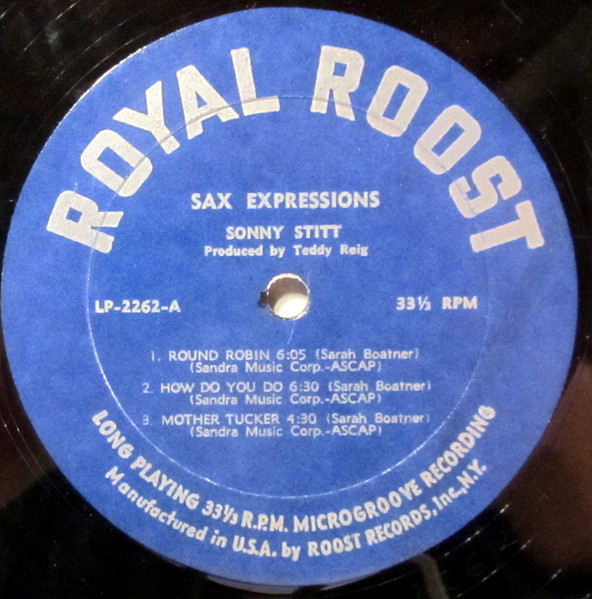 ROYAL ROOST
SAX EXPRESSIONS
SONNY STITT
Produced by Teddy Reig
LP-2262-A
33⅓ RPM
1. ROUND ROBIN 6:05 (Sarah Boatner)
(Sandra Music Corp.-ASCAP)
2. HOW DO YOU DO 6:30 (Sarah Boatner)
(Sandra Music Corp.-ASCAP)
3. MOTHER TUCKER 4:30 (Sarah Boatner)
(Sandra Music Corp.-ASCAP)
LONG PLAYING 33⅓ R.P.M. MICROGROOVE RECORDING
Manufactured in U.S.A. by ROOST RECORDS, Inc., N.Y.